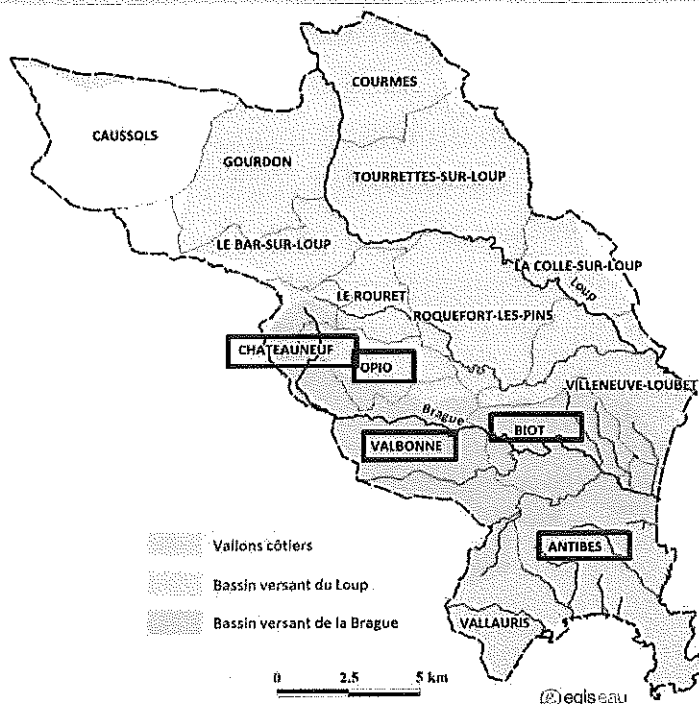 COURMES
CAUSSOLS
GOURDON
TOURRETTES-SUR-LOUP
LE BAR-SUR-LOUP
LA COLLE-SUR-LOUP
Loup
LE ROURET
ROQUEFORT-LES-PINS
CHATEAUNEUF
OPIO
VILLENEUVE-LOUBET
Brague
BIOT
VALBONNE
ANTIBES
Vallons côtiers
Bassin versant du Loup
Bassin versant de la Brague
VALLAURIS
0 2.5 5 km
egis eau